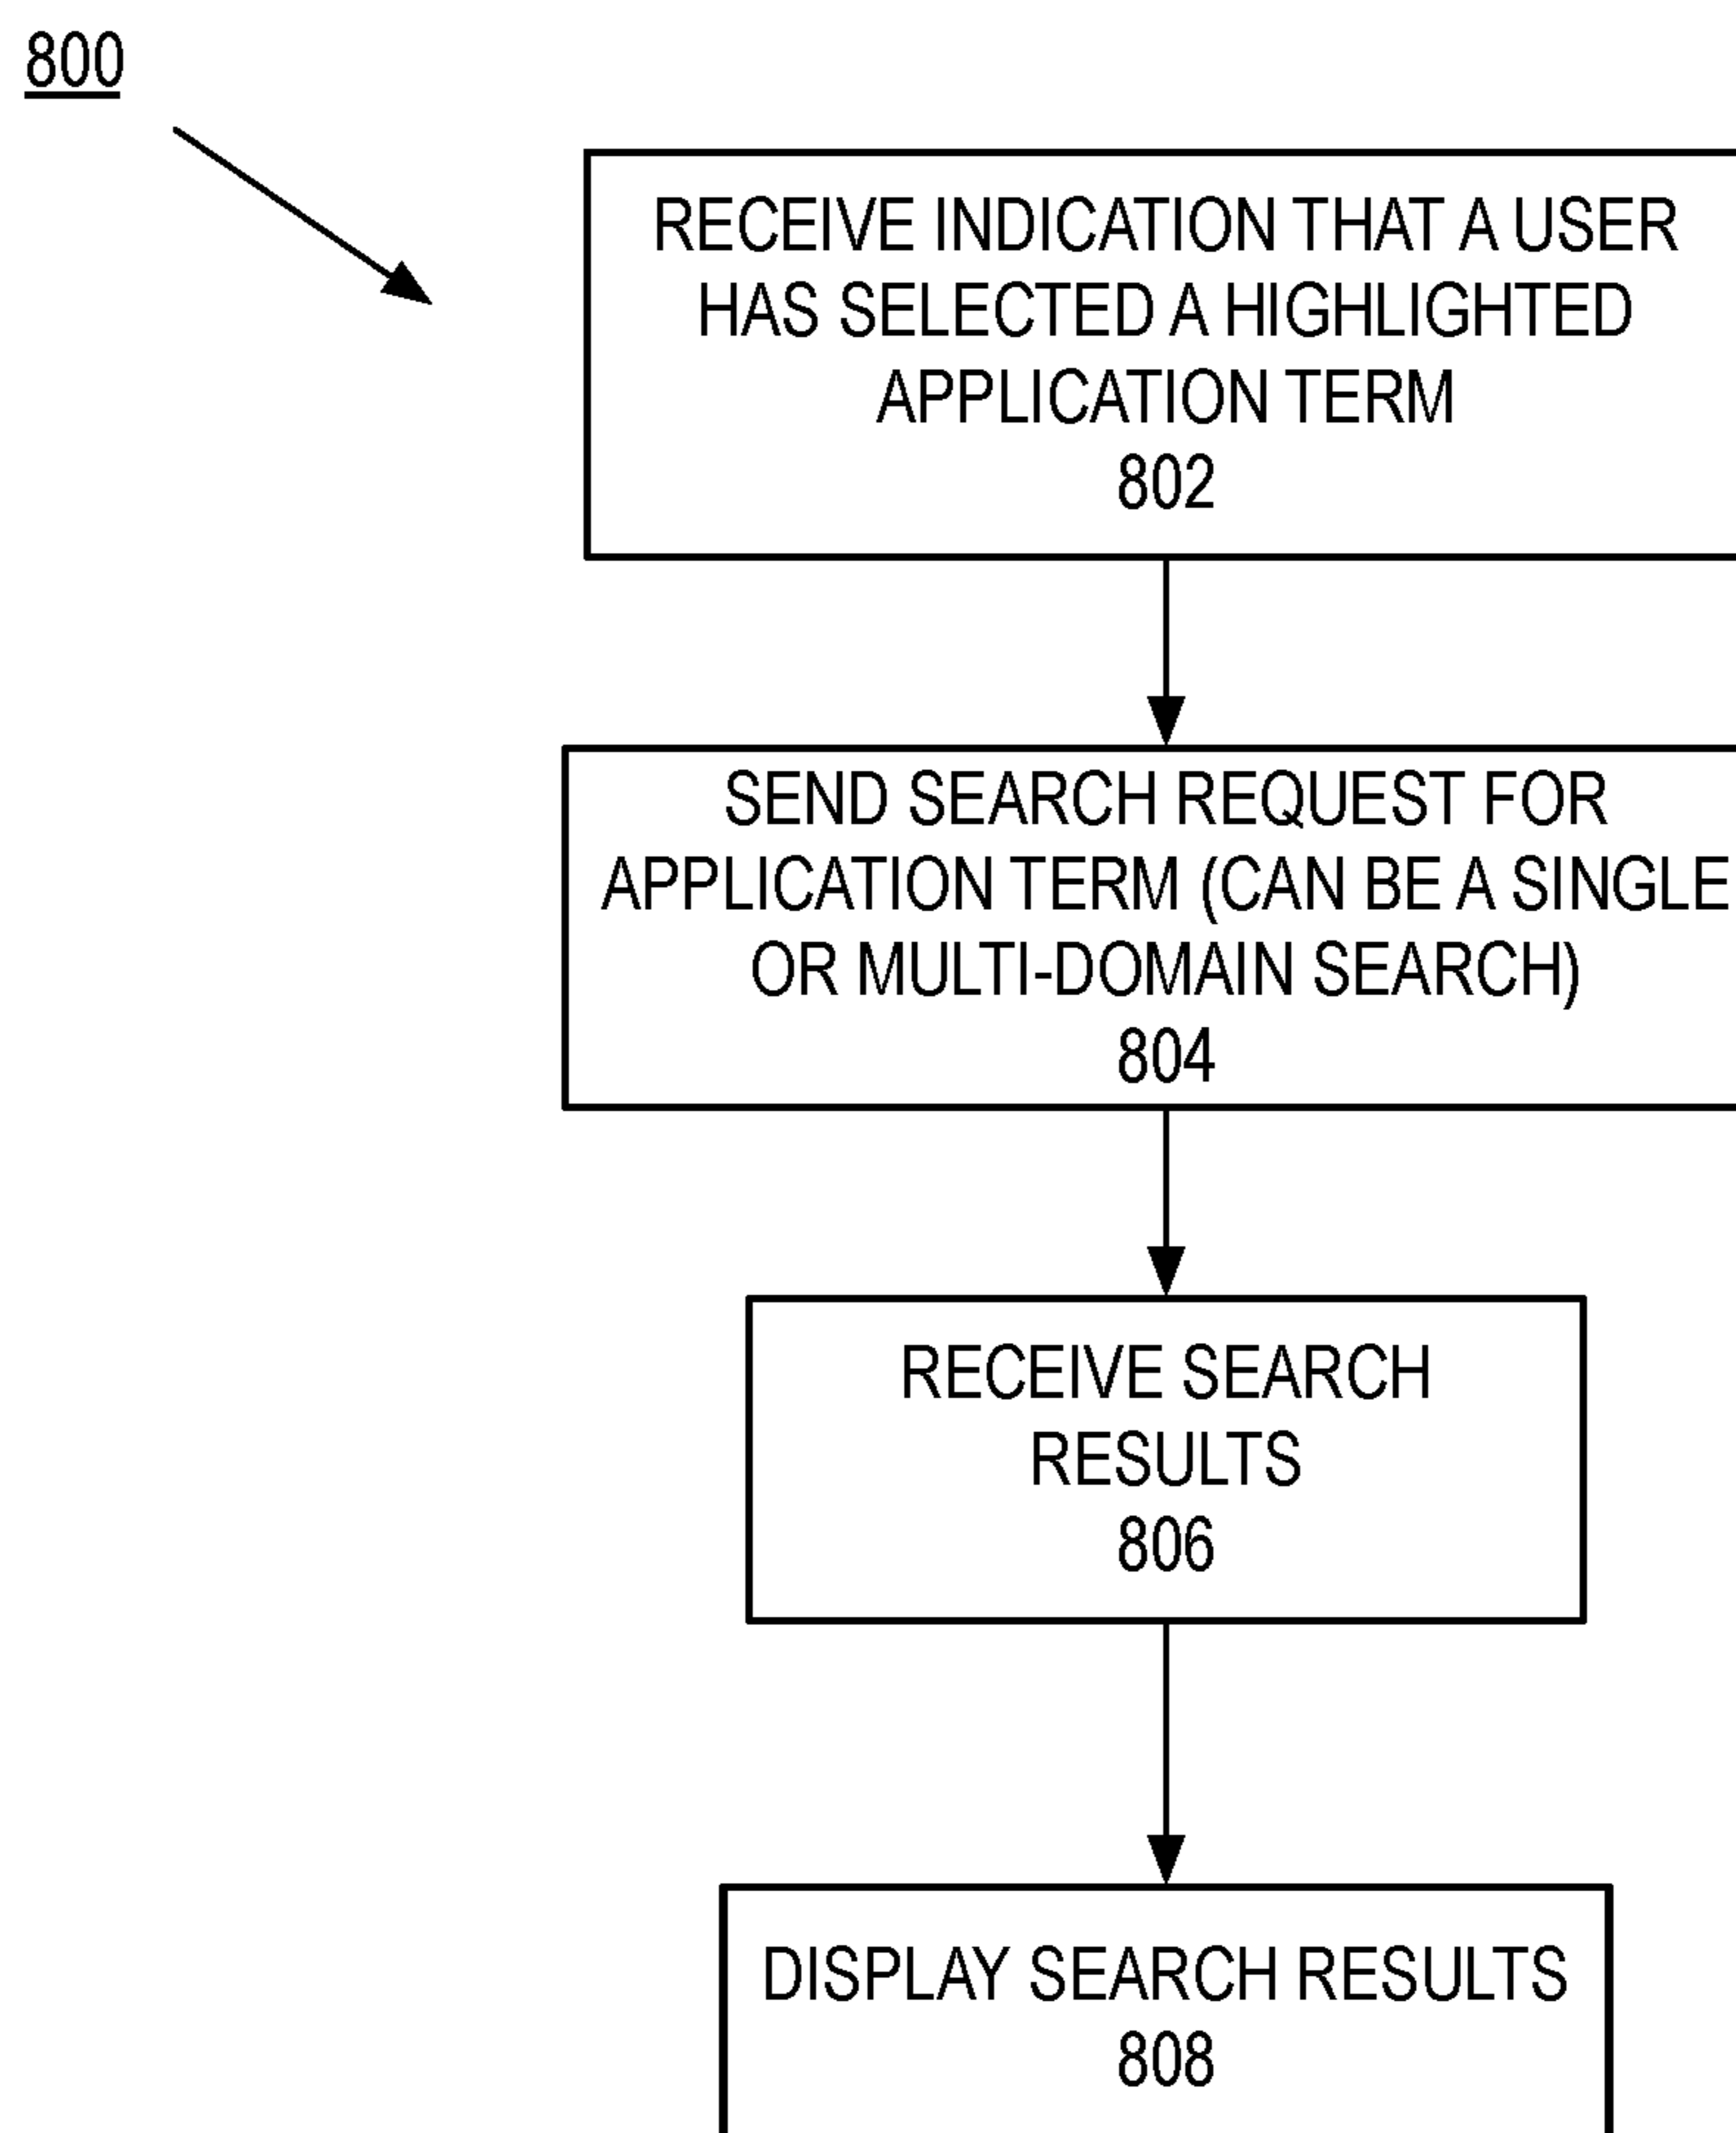 800
RECEIVE INDICATION THAT A USER
HAS SELECTED A HIGHLIGHTED
APPLICATION TERM
802
SEND SEARCH REQUEST FOR
APPLICATION TERM (CAN BE A SINGLE
OR MULTI-DOMAIN SEARCH)
804
RECEIVE SEARCH
RESULTS
806
DISPLAY SEARCH RESULTS
808